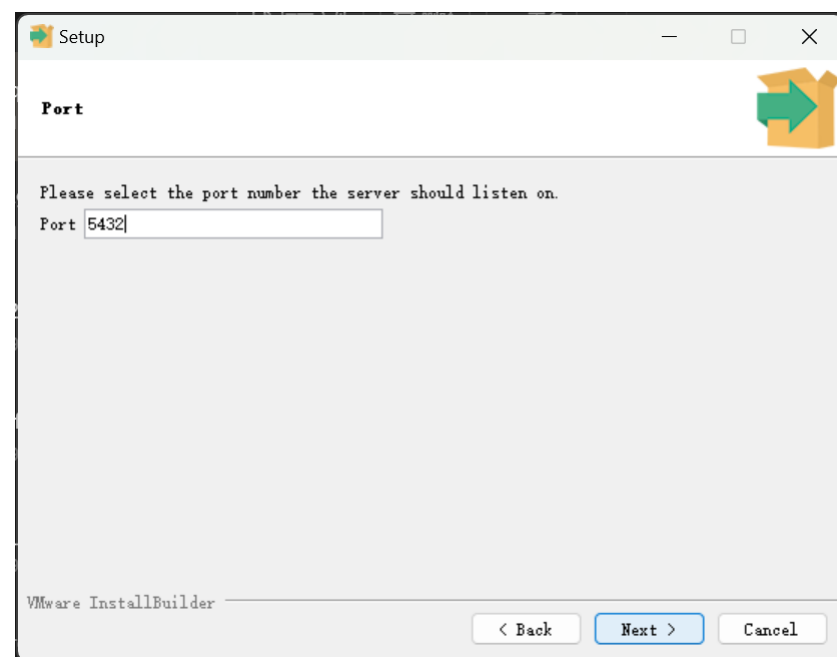 Setup
Port
Please select the port number the server should listen on.
Port 5432
VMware InstallBuilder
< Back Next > Cancel